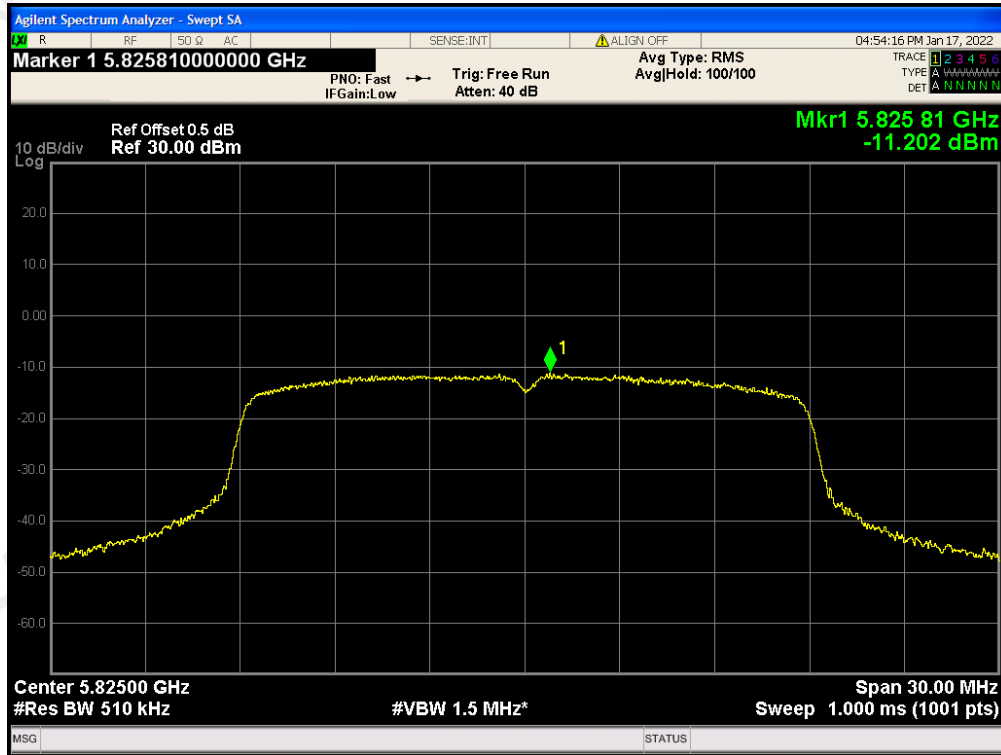 Agilent Spectrum Analyzer - Swept SA
LXI R RF 50 Ω AC SENSE:INT ALIGN OFF 04:54:16 PM Jan 17, 2022
Marker 1 5.825810000000 GHz
PNO: Fast Trig: Free Run Avg Type: RMS TRACE 1 2 3 4 5 6
IFGain:Low Atten: 40 dB Avg|Hold: 100/100 TYPE A WWWWW
DET A N N N N N
Mkr1 5.825 81 GHz
-11.202 dBm
Ref Offset 0.5 dB
10 dB/div Ref 30.00 dBm
Log
20.0
10.0
0.00
1
-10.0
-20.0
-30.0
-40.0
-50.0
-60.0
Center 5.82500 GHz Span 30.00 MHz
#Res BW 510 kHz #VBW 1.5 MHz* Sweep 1.000 ms (1001 pts)
MSG STATUS